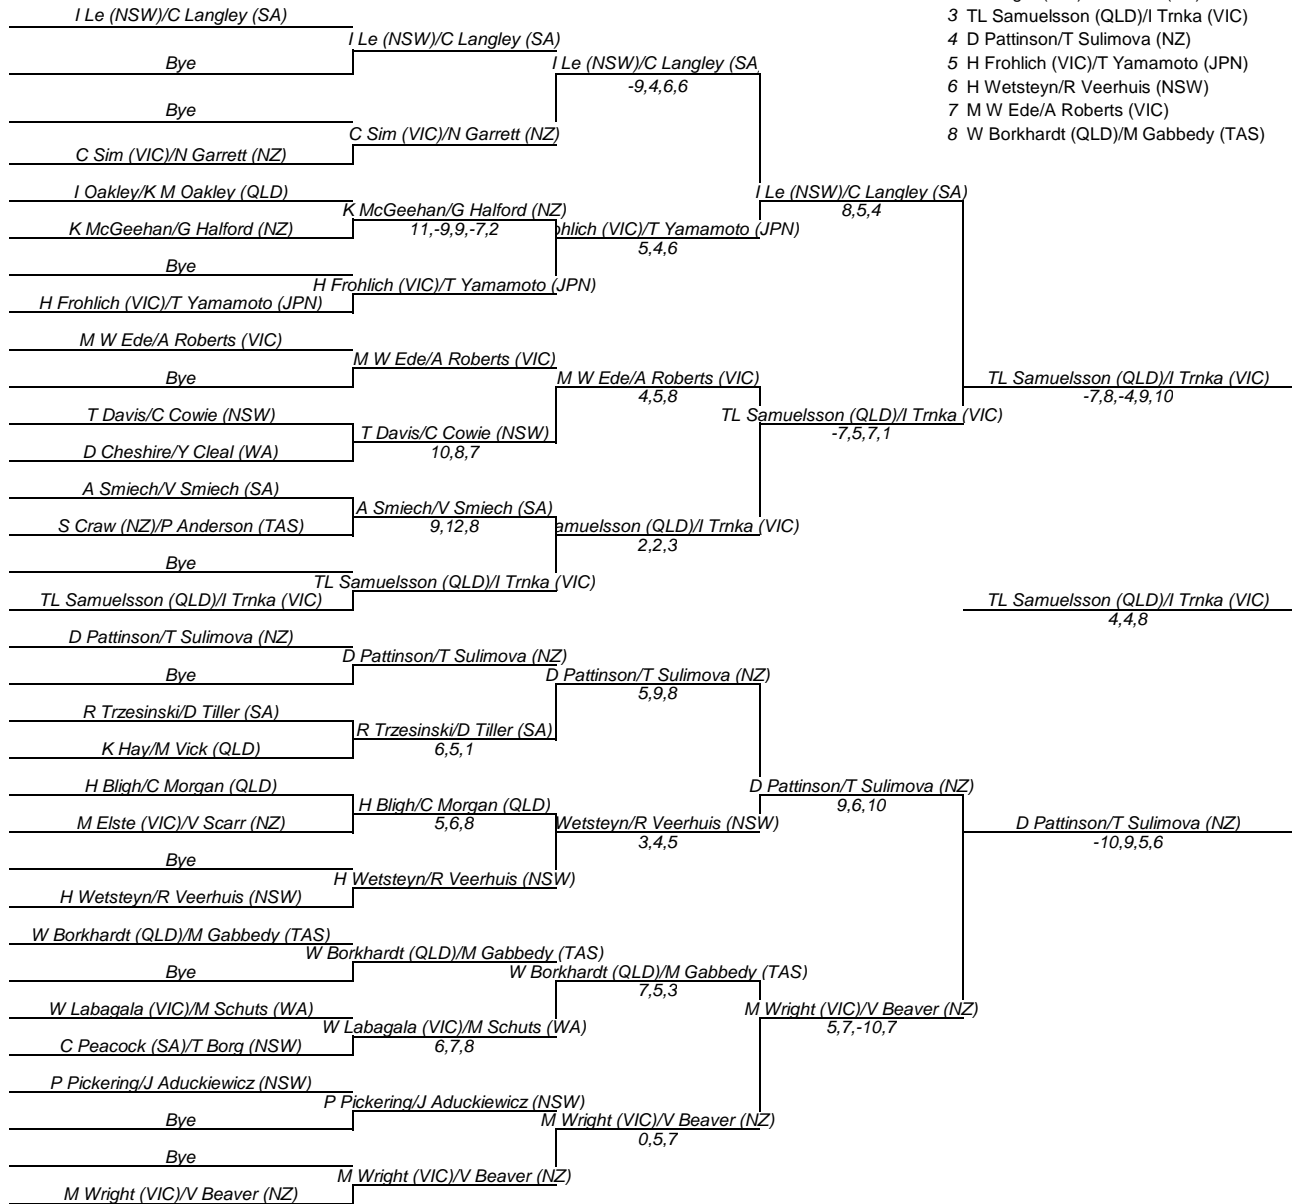 I Le (NSW)/C Langley (SA)
Bye
Bye
C Sim (VIC)/N Garrett (NZ)
I Oakley/K M Oakley (QLD)
K McGeehan/G Halford (NZ)
Bye
H Frohlich (VIC)/T Yamamoto (JPN)
M W Ede/A Roberts (VIC)
Bye
T Davis/C Cowie (NSW)
D Cheshire/Y Cleal (WA)
A Smiech/V Smiech (SA)
S Craw (NZ)/P Anderson (TAS)
Bye
TL Samuelsson (QLD)/I Trnka (VIC)
D Pattinson/T Sulimova (NZ)
Bye
R Trzesinski/D Tiller (SA)
K Hay/M Vick (QLD)
H Bligh/C Morgan (QLD)
M Elste (VIC)/V Scarr (NZ)
Bye
H Wetsteyn/R Veerhuis (NSW)
W Borkhardt (QLD)/M Gabbedy (TAS)
Bye
W Labagala (VIC)/M Schuts (WA)
C Peacock (SA)/T Borg (NSW)
P Pickering/J Aduckiewicz (NSW)
Bye
Bye
M Wright (VIC)/V Beaver (NZ)
I Le (NSW)/C Langley (SA)
C Sim (VIC)/N Garrett (NZ)
K McGeehan/G Halford (NZ)
11,-9,9,-7,2
H Frohlich (VIC)/T Yamamoto (JPN)
M W Ede/A Roberts (VIC)
T Davis/C Cowie (NSW)
10,8,7
A Smiech/V Smiech (SA)
9,12,8
TL Samuelsson (QLD)/I Trnka (VIC)
D Pattinson/T Sulimova (NZ)
R Trzesinski/D Tiller (SA)
6,5,1
H Bligh/C Morgan (QLD)
5,6,8
H Wetsteyn/R Veerhuis (NSW)
W Borkhardt (QLD)/M Gabbedy (TAS)
W Labagala (VIC)/M Schuts (WA)
6,7,8
P Pickering/J Aduckiewicz (NSW)
M Wright (VIC)/V Beaver (NZ)
I Le (NSW)/C Langley (SA
-9,4,6,6
ohlich (VIC)/T Yamamoto (JPN)
5,4,6
M W Ede/A Roberts (VIC)
4,5,8
amuelsson (QLD)/I Trnka (VIC)
2,2,3
D Pattinson/T Sulimova (NZ)
5,9,8
Wetsteyn/R Veerhuis (NSW)
3,4,5
W Borkhardt (QLD)/M Gabbedy (TAS)
7,5,3
M Wright (VIC)/V Beaver (NZ)
0,5,7
I Le (NSW)/C Langley (SA)
8,5,4
TL Samuelsson (QLD)/I Trnka (VIC)
-7,5,7,1
D Pattinson/T Sulimova (NZ)
9,6,10
M Wright (VIC)/V Beaver (NZ)
5,7,-10,7
3 TL Samuelsson (QLD)/I Trnka (VIC)
4 D Pattinson/T Sulimova (NZ)
5 H Frohlich (VIC)/T Yamamoto (JPN)
6 H Wetsteyn/R Veerhuis (NSW)
7 M W Ede/A Roberts (VIC)
8 W Borkhardt (QLD)/M Gabbedy (TAS)
TL Samuelsson (QLD)/I Trnka (VIC)
-7,8,-4,9,10
TL Samuelsson (QLD)/I Trnka (VIC)
4,4,8
D Pattinson/T Sulimova (NZ)
-10,9,5,6